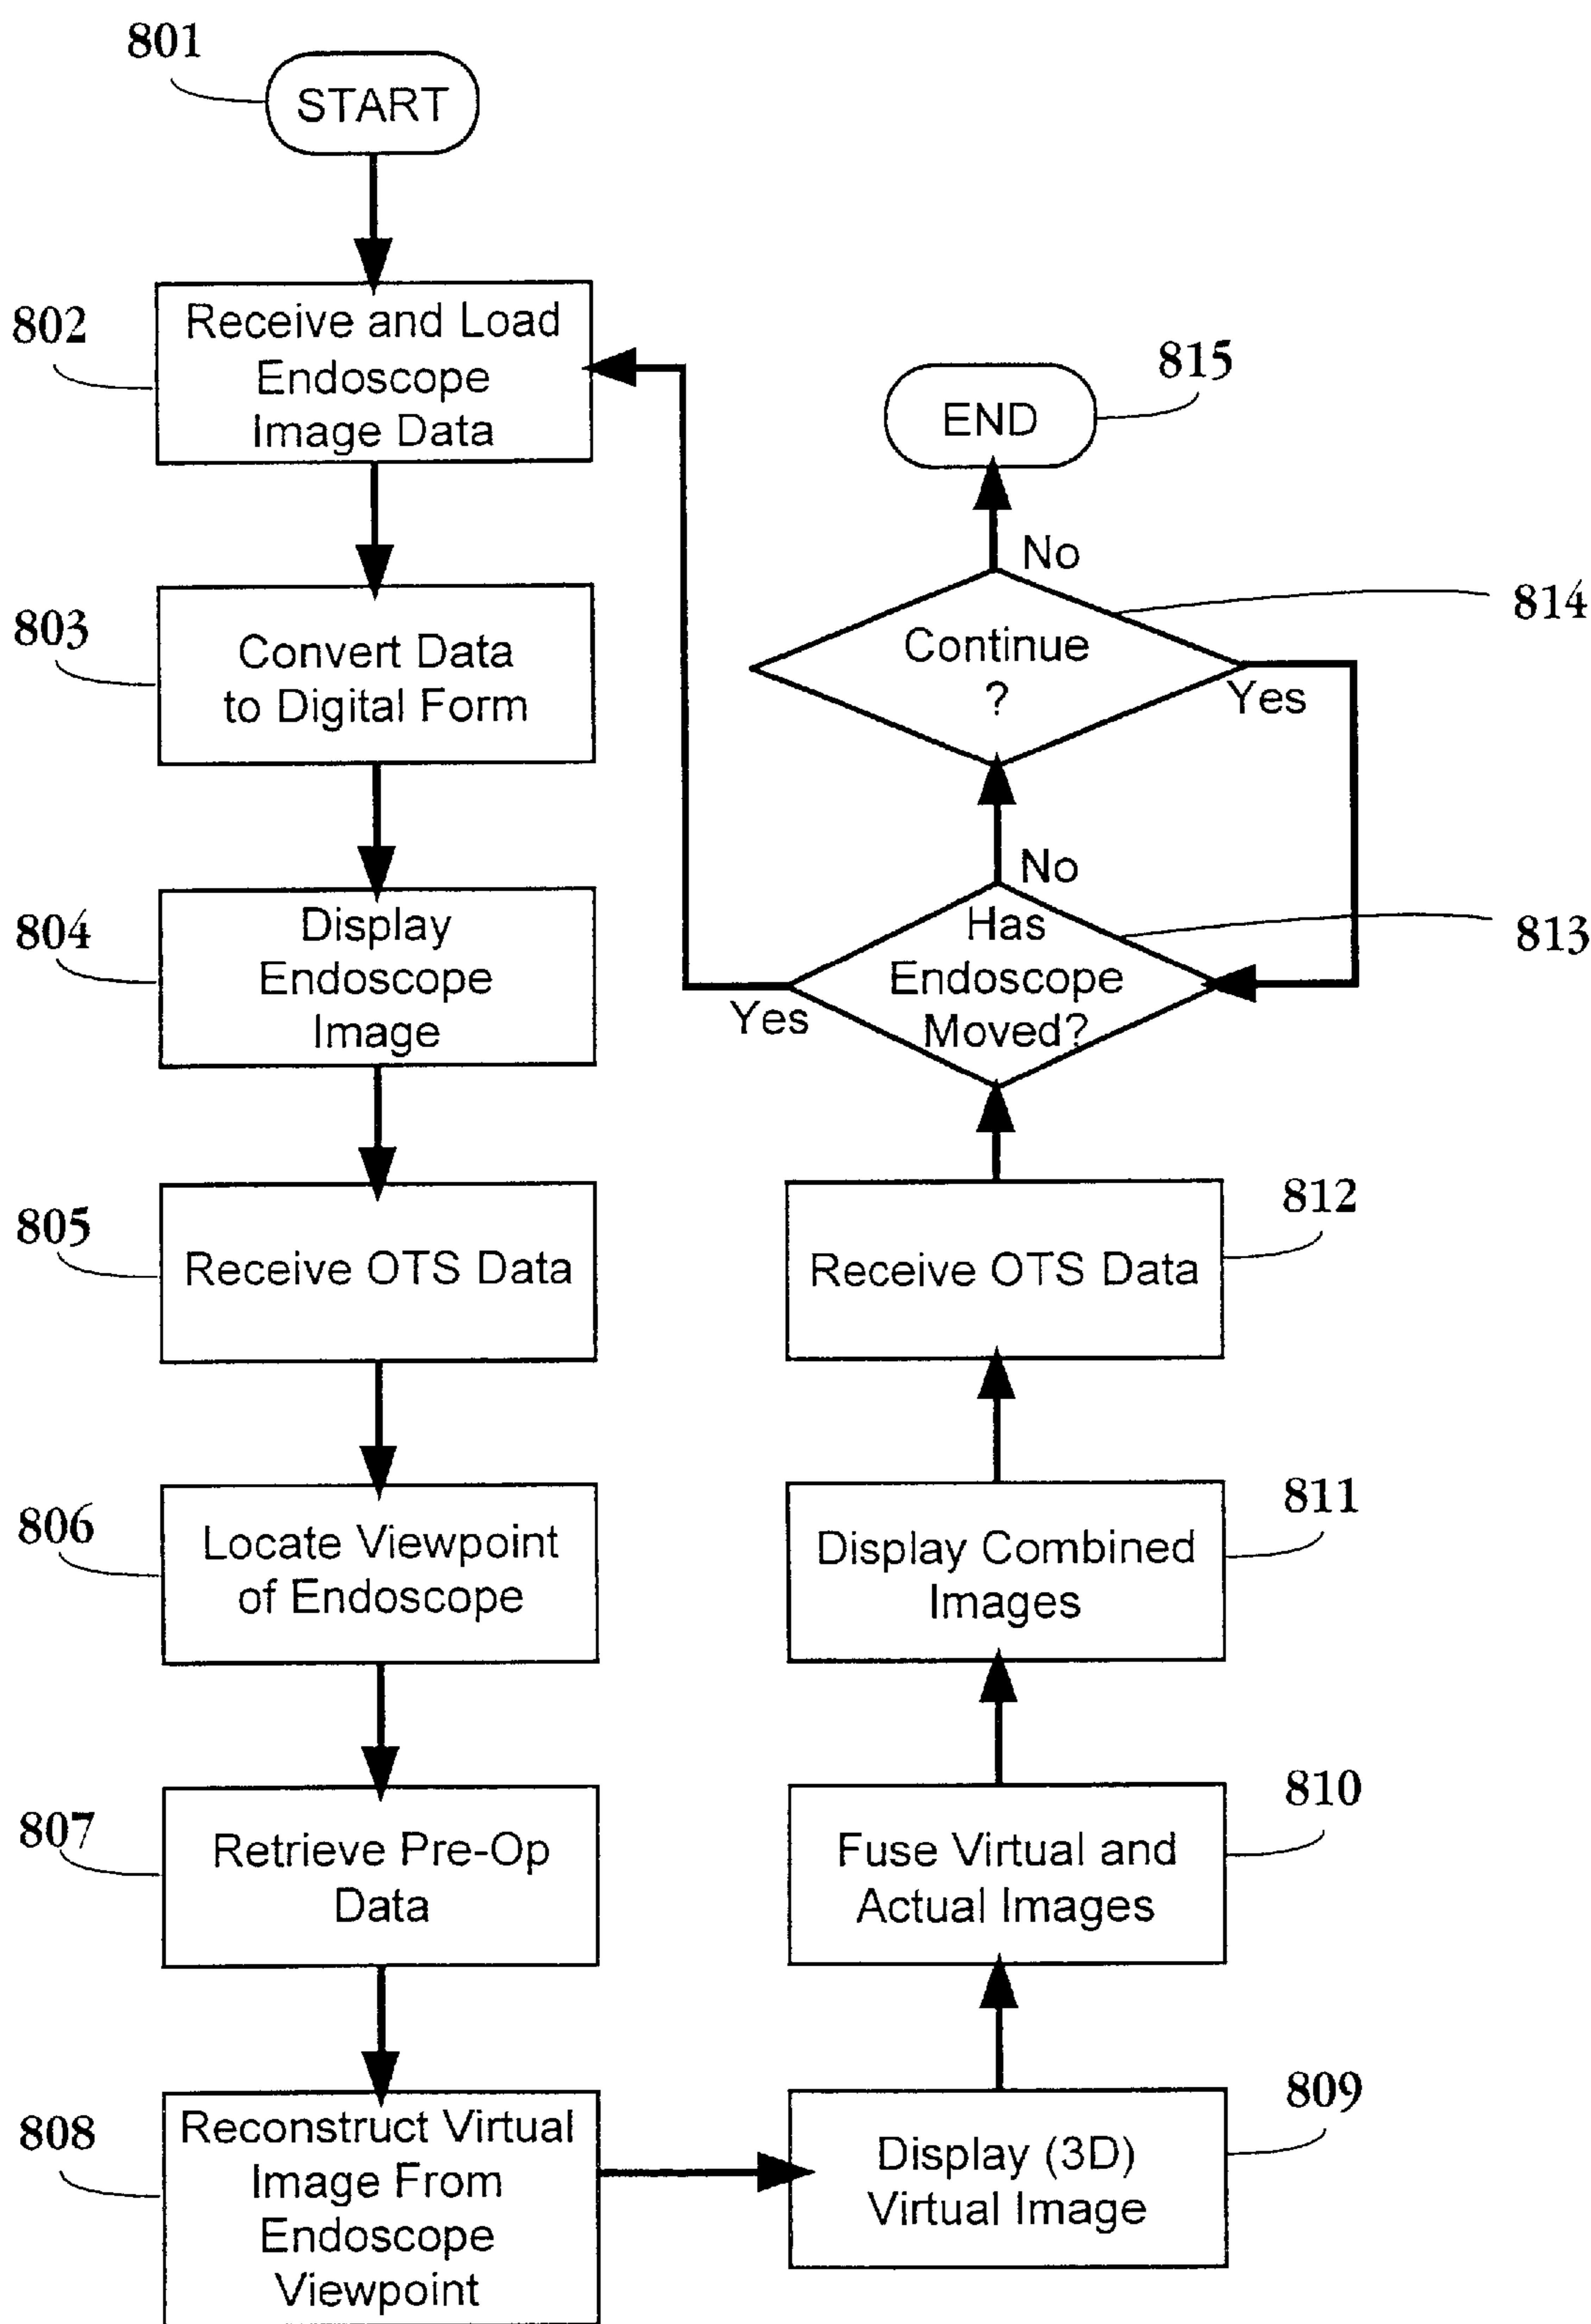 801
START
802
Receive and Load
Endoscope
Image Data
803
Convert Data
to Digital Form
804
Display
Endoscope
Image
805
Receive OTS Data
806
Locate Viewpoint
of Endoscope
807
Retrieve Pre-Op
Data
808
Reconstruct Virtual
Image From
Endoscope
Viewpoint
809
Display (3D)
Virtual Image
810
Fuse Virtual and
Actual Images
811
Display Combined
Images
812
Receive OTS Data
813
Has
Endoscope
Moved?
Yes
No
814
Continue
?
Yes
No
815
END